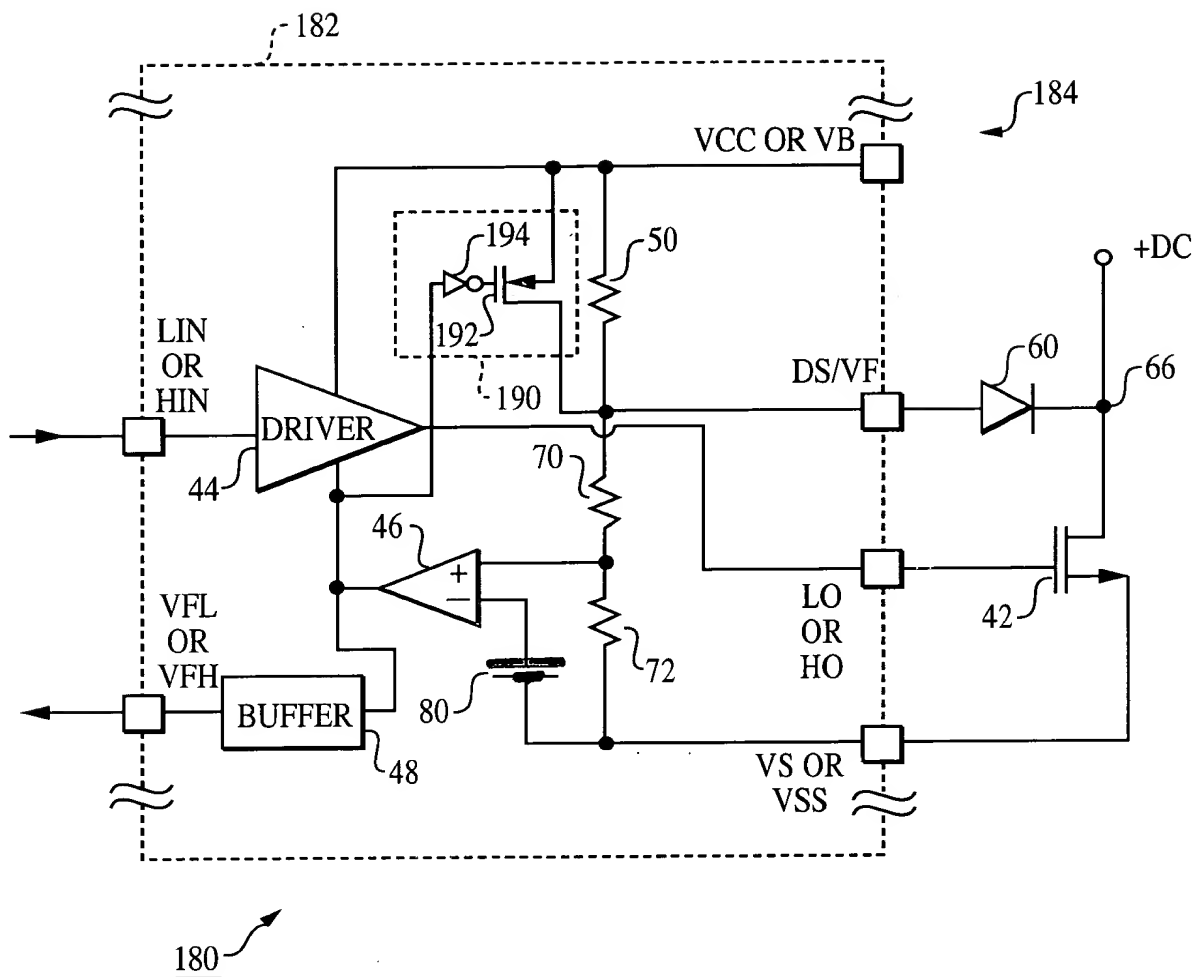 182
184
VCC OR VB
194
50
+DC
192
LIN
OR
HIN
60
DS/VF
66
190
DRIVER
44
70
46
+
−
VFL
OR
VFH
LO
OR
HO
42
72
80
BUFFER
48
VS OR
VSS
180